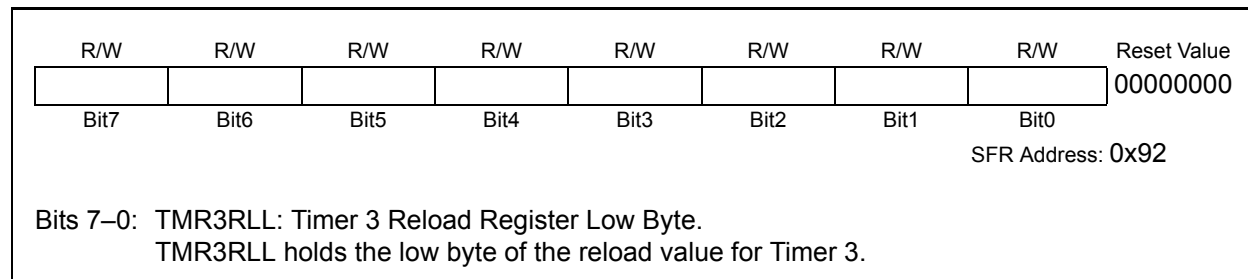 R/W R/W R/W R/W R/W R/W R/W R/W Reset Value
00000000
Bit7 Bit6 Bit5 Bit4 Bit3 Bit2 Bit1 Bit0
SFR Address: 0x92
Bits 7–0: TMR3RLL: Timer 3 Reload Register Low Byte.
TMR3RLL holds the low byte of the reload value for Timer 3.